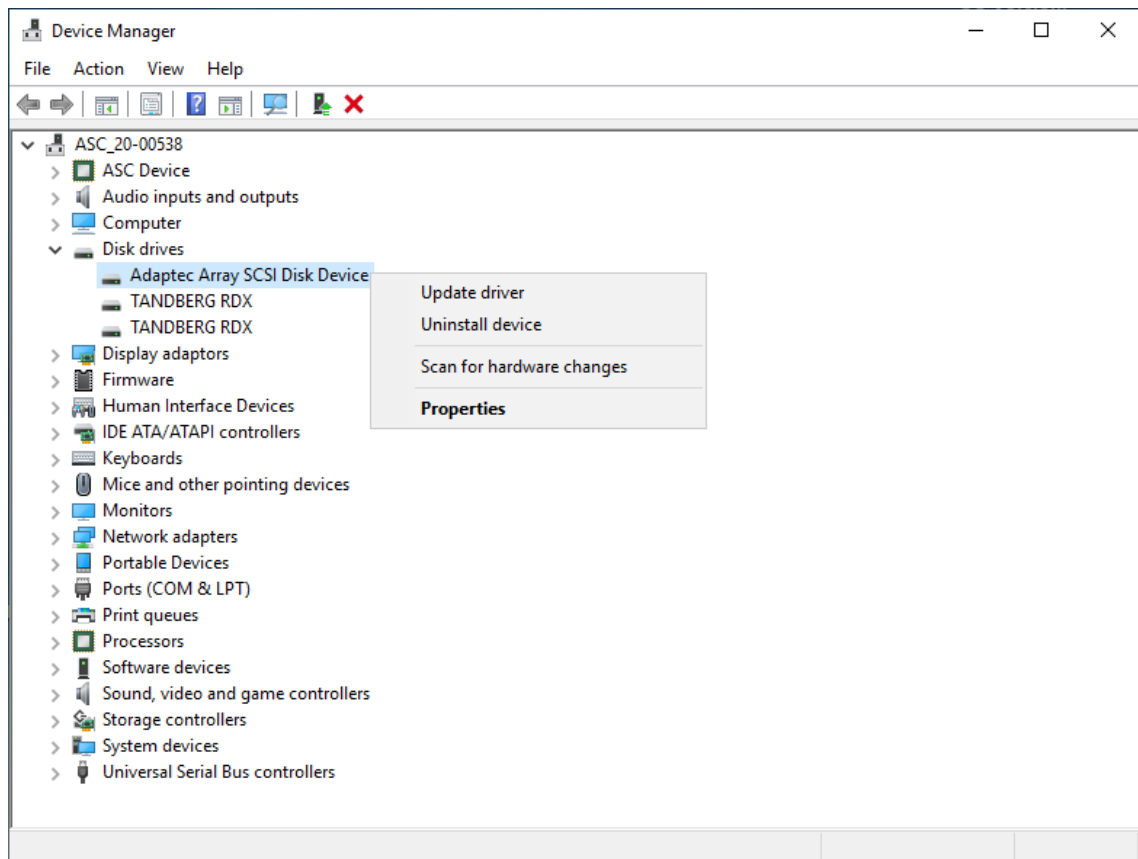 Device Manager
File Action View Help
ASC_20-00538
ASC Device
Audio inputs and outputs
Computer
Disk drives
Adaptec Array SCSI Disk Device
TANDBERG RDX
TANDBERG RDX
Display adaptors
Firmware
Human Interface Devices
IDE ATA/ATAPI controllers
Keyboards
Mice and other pointing devices
Monitors
Network adapters
Portable Devices
Ports (COM & LPT)
Print queues
Processors
Software devices
Sound, video and game controllers
Storage controllers
System devices
Universal Serial Bus controllers
Update driver
Uninstall device
Scan for hardware changes
Properties